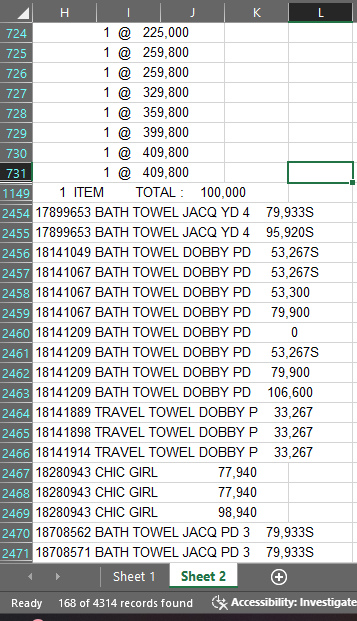 H I J K L
724 1 @ 225,000
725 1 @ 259,800
726 1 @ 259,800
727 1 @ 329,800
728 1 @ 359,800
729 1 @ 399,800
730 1 @ 409,800
731 1 @ 409,800
1149 1 ITEM TOTAL : 100,000
2454 17899653 BATH TOWEL JACQ YD 4 79,933S
2455 17899653 BATH TOWEL JACQ YD 4 95,920S
2456 18141049 BATH TOWEL DOBBY PD 53,267S
2457 18141067 BATH TOWEL DOBBY PD 53,267S
2458 18141067 BATH TOWEL DOBBY PD 53,300
2459 18141067 BATH TOWEL DOBBY PD 79,900
2460 18141209 BATH TOWEL DOBBY PD 0
2461 18141209 BATH TOWEL DOBBY PD 53,267S
2462 18141209 BATH TOWEL DOBBY PD 79,900
2463 18141209 BATH TOWEL DOBBY PD 106,600
2464 18141889 TRAVEL TOWEL DOBBY P 33,267
2465 18141898 TRAVEL TOWEL DOBBY P 33,267
2466 18141914 TRAVEL TOWEL DOBBY P 33,267
2467 18280943 CHIC GIRL 77,940
2468 18280943 CHIC GIRL 77,940
2469 18280943 CHIC GIRL 98,940
2470 18708562 BATH TOWEL JACQ PD 3 79,933S
2471 18708571 BATH TOWEL JACQ PD 3 79,933S
Sheet 1 Sheet 2
Ready 168 of 4314 records found Accessibility: Investigate